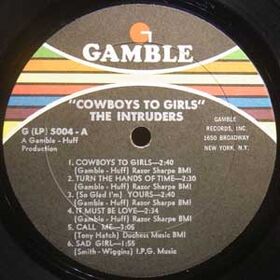 GAMBLE
"COWBOYS TO GIRLS"
THE INTRUDERS
G (LP) 5004-A
A Gamble - Huff
Production
GAMBLE
RECORDS, INC.
1650 BROADWAY
NEW YORK, N.Y.
1. COWBOYS TO GIRLS—2:40
(Gamble - Huff) Razor Sharpe BMI
2. TURN THE HANDS OF TIME—2:30
(Gamble - Huff) Razor Sharpe BMI
3. (So Glad I'm) YOURS—2:40
(Gamble - Huff) Razor Sharpe BMI
4. IT MUST BE LOVE—2:34
(Gamble - Huff) Razor Sharpe BMI
5. CALL ME—3:05
(Tony Hatch) Duchess Music BMI
6. SAD GIRL—1:55
(Smith - Wiggins) I.P.G. Music